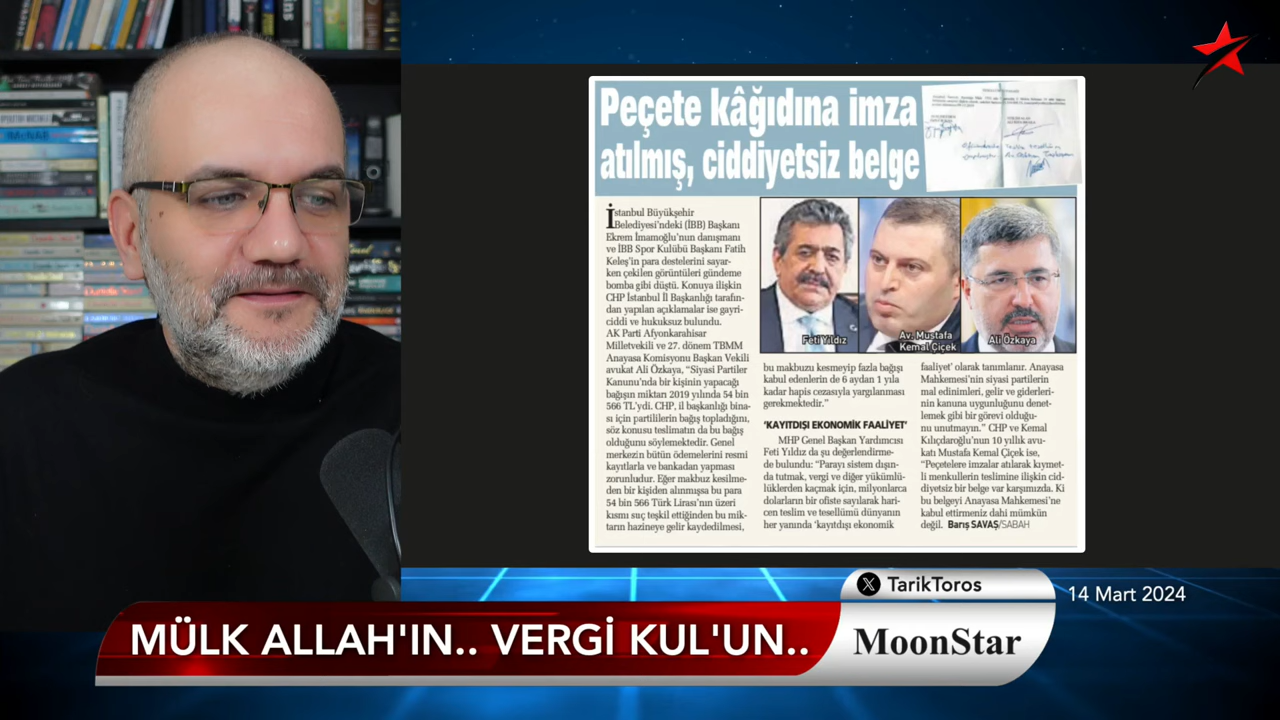 Peçete kâğıdına imza
atılmış, ciddiyetsiz belge
İstanbul Büyükşehir
Belediyesi'ndeki (İBB) Başkanı
Ekrem İmamoğlu'nun danışmanı
ve İBB Spor Kulübü Başkanı Fatih
Keleş'in para destelerini sayar-
ken çekilen görüntüleri gündeme
bomba gibi düştü. Konuya ilişkin
CHP İstanbul İl Başkanlığı tarafın-
dan yapılan açıklamalar ise gayri-
ciddi ve hukuksuz bulundu.
AK Parti Afyonkarahisar
Milletvekili ve 27. dönem TBMM
Anayasa Komisyonu Başkan Vekili
avukat Ali Özkaya, "Siyasi Partiler
Kanunu'nda bir kişinin yapacağı
bağışın miktarı 2019 yılında 54 bin
566 TL'ydi. CHP, il başkanlığı bina-
sı için partililerin bağış topladığını,
söz konusu teslimatın da bu bağış
olduğunu söylemektedir. Genel
merkezin bütün ödemelerini resmi
kayıtlarla ve bankadan yapması
zorunludur. Eğer makbuz kesilme-
den bir kişiden alınmışsa bu para
54 bin 566 Türk Lirası'nın üzeri
kısmı suç teşkil ettiğinden bu mik-
tarın hazineye gelir kaydedilmesi,
Feti Yıldız
Av. Mustafa
Kemal Çiçek
Ali Özkaya
bu makbuzu kesmeyip fazla bağışı
kabul edenlerin de 6 aydan 1 yıla
kadar hapis cezasıyla yargılanması
gerekmektedir."
'KAYITDIŞI EKONOMİK FAALİYET'
MHP Genel Başkan Yardımcısı
Feti Yıldız da şu değerlendirme-
de bulundu: "Parayı sistem dışın-
da tutmak, vergi ve diğer yükümlü-
lüklerden kaçmak için, milyonlarca
dolarların bir ofiste sayılarak hari-
cen teslim ve tesellümü dünyanın
her yanında 'kayıtdışı ekonomik
faaliyet' olarak tanımlanır. Anayasa
Mahkemesi'nin siyasi partilerin
mal edinimleri, gelir ve giderleri-
nin kanuna uygunluğunu denet-
lemek gibi bir görevi olduğu-
nu unutmayın." CHP ve Kemal
Kılıçdaroğlu'nun 10 yıllık avu-
katı Mustafa Kemal Çiçek ise,
"Peçetelere imzalar atılarak kıymet-
li menkullerin teslimine ilişkin cid-
diyetsiz bir belge var karşımızda. Ki
bu belgeyi Anayasa Mahkemesi'ne
kabul ettirmeniz dahi mümkün
değil. Barış SAVAŞ/SABAH
X TarikToros
14 Mart 2024
MÜLK ALLAH'IN.. VERGİ KUL'UN..
MoonStar